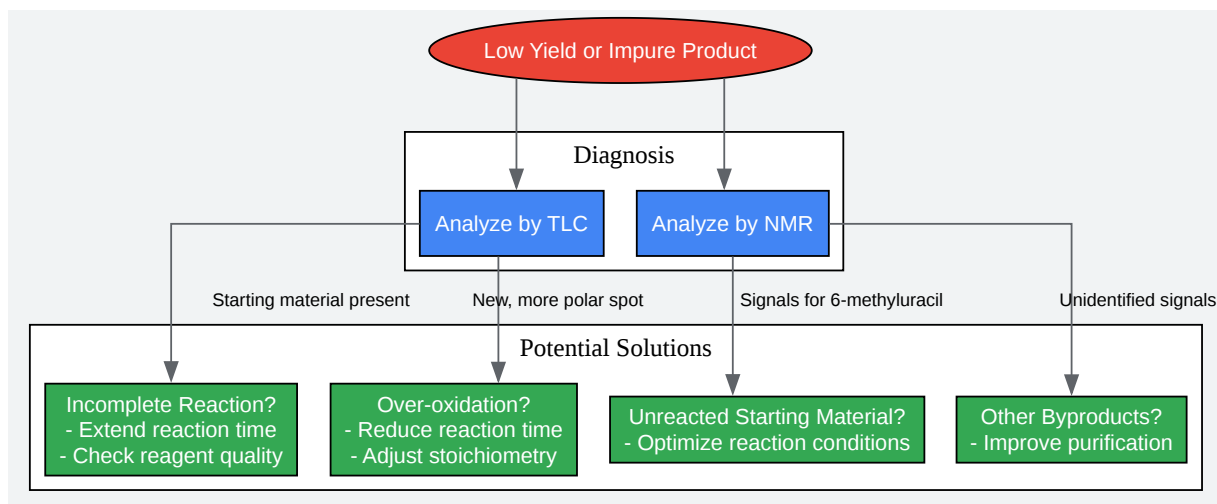 Low Yield or Impure Product
Diagnosis
Analyze by TLC
Analyze by NMR
Starting material present
New, more polar spot
Signals for 6-methyluracil
Unidentified signals
Potential Solutions
Incomplete Reaction?
- Extend reaction time
- Check reagent quality
Over-oxidation?
- Reduce reaction time
- Adjust stoichiometry
Unreacted Starting Material?
- Optimize reaction conditions
Other Byproducts?
- Improve purification